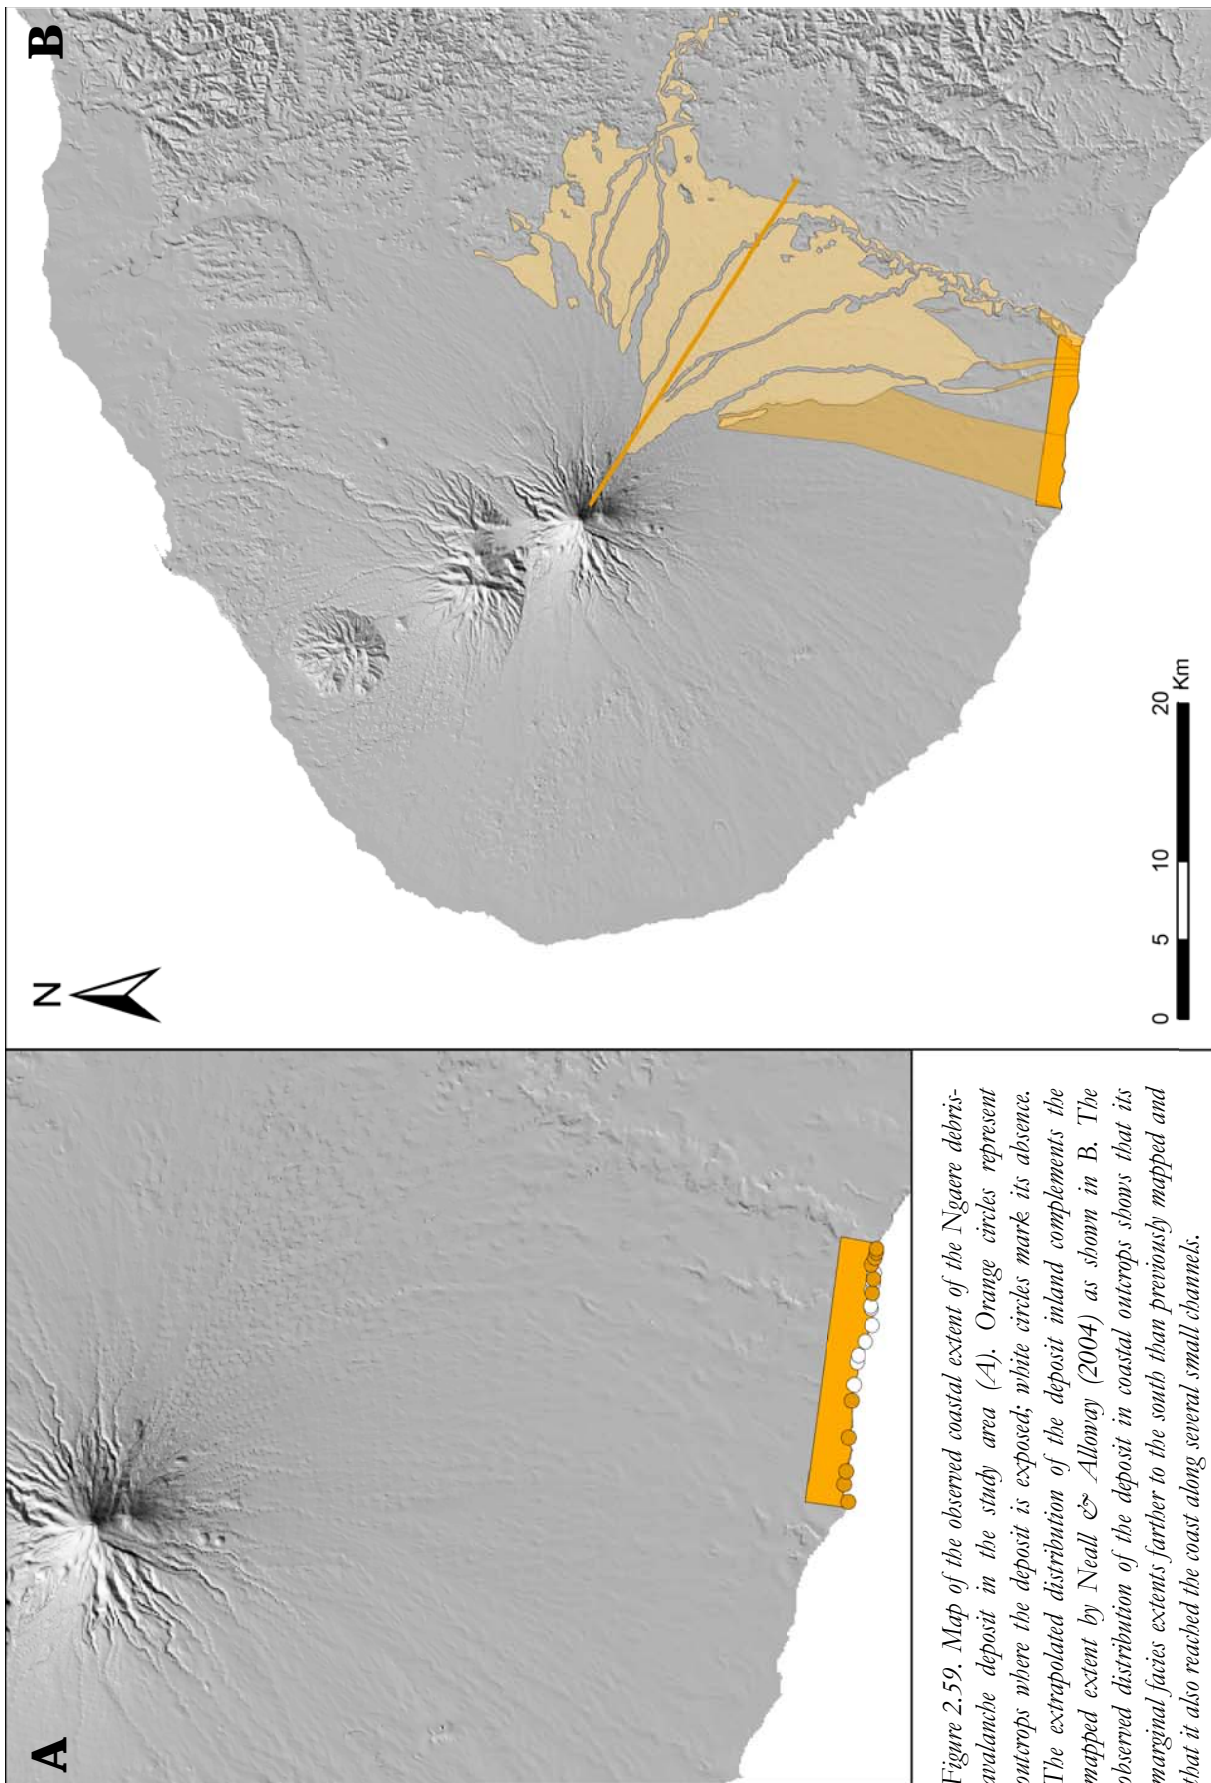 A
B
N
0 5 10 20
Km
Figure 2.59. Map of the observed coastal extent of the Ngaere debris-
avalanche deposit in the study area (A). Orange circles represent
outcrops where the deposit is exposed; white circles mark its absence.
The extrapolated distribution of the deposit inland complements the
mapped extent by Neall & Alloway (2004) as shown in B. The
observed distribution of the deposit in coastal outcrops shows that its
marginal facies extents farther to the south than previously mapped and
that it also reached the coast along several small channels.